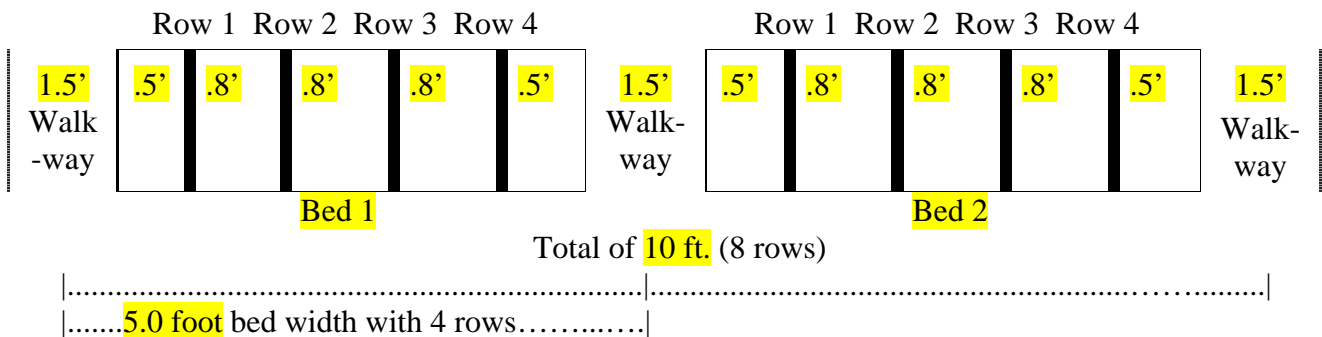 Row 1 Row 2 Row 3 Row 4 Row 1 Row 2 Row 3 Row 4
1.5’ .5’ .8’ .8’ .8’ .5’ 1.5’ .5’ .8’ .8’ .8’ .5’ 1.5’
Walk Walk- Walk-
-way way way
Bed 1 Bed 2
Total of 10 ft. (8 rows)
|.......................................................................|.........................................................……...........|
|.......5.0 foot bed width with 4 rows……...….|